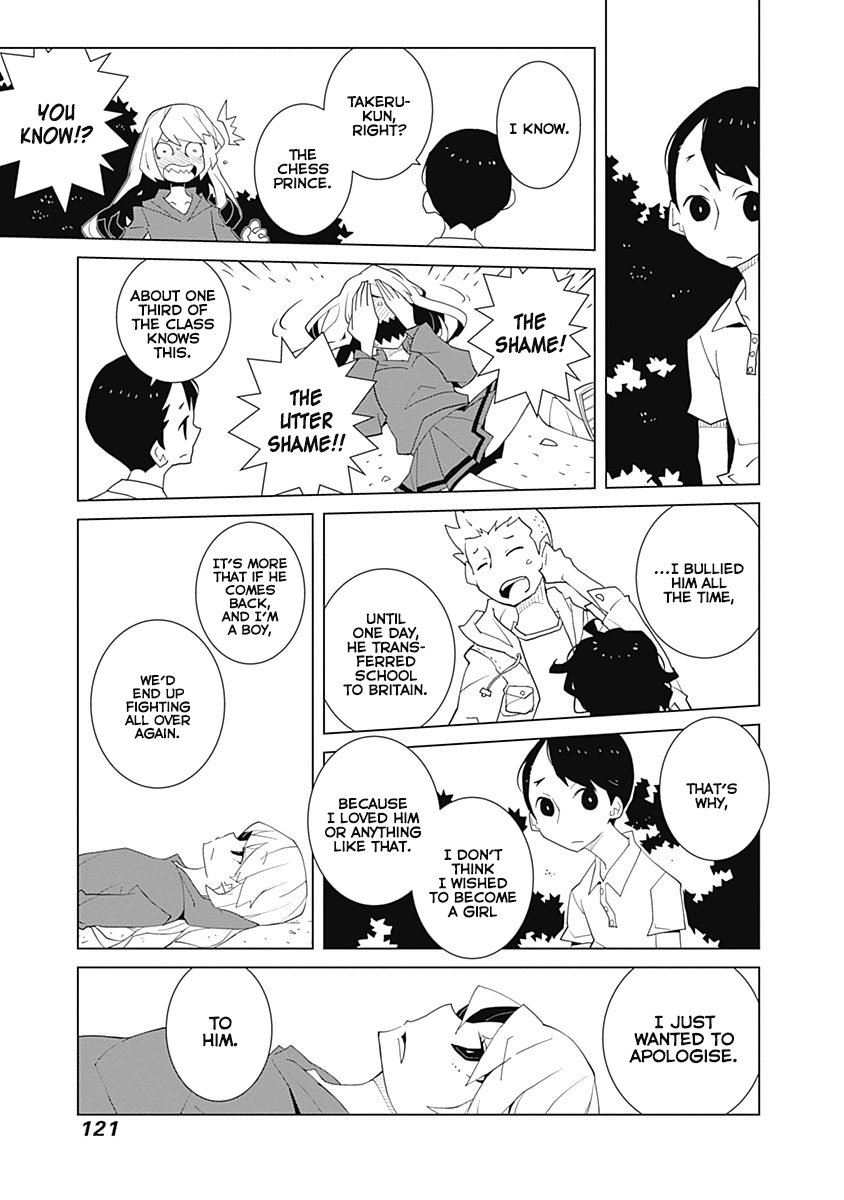 I KNOW.
TAKERU-
KUN,
RIGHT?
THE
CHESS
PRINCE.
YOU
KNOW!?
THE
SHAME!
THE
UTTER
SHAME!!
ABOUT ONE
THIRD OF
THE CLASS
KNOWS
THIS.
...I BULLIED
HIM ALL
THE TIME,
UNTIL
ONE DAY,
HE TRANS-
FERRED
SCHOOL
TO BRITAIN.
IT'S MORE
THAT IF HE
COMES
BACK,
AND I'M
A BOY,
WE'D
END UP
FIGHTING
ALL OVER
AGAIN.
THAT'S
WHY,
I DON'T
THINK
I WISHED
TO BECOME
A GIRL
BECAUSE
I LOVED HIM
OR ANYTHING
LIKE THAT.
I JUST
WANTED TO
APOLOGISE.
TO
HIM.
121